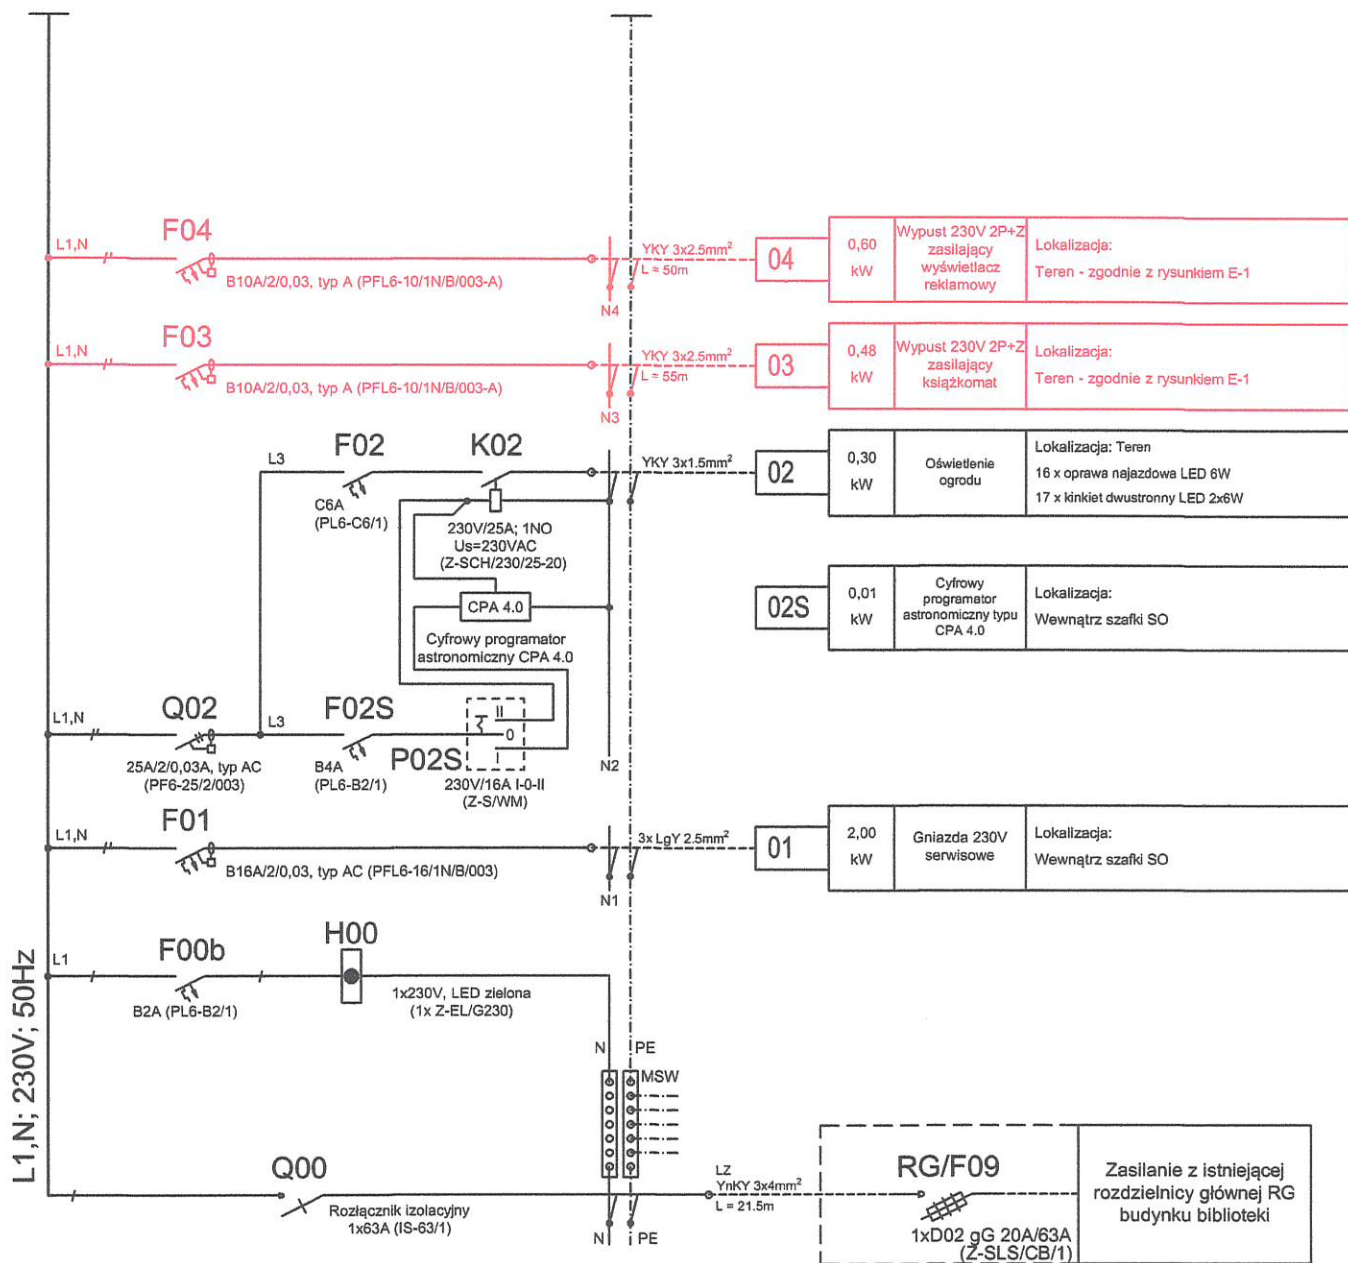 F04
L1,N
B10A/2/0,03, typ A (PFL6-10/1N/B/003-A)
N4
YKY 3x2.5mm²
L = 50m
04
0,60
kW
Wypust 230V 2P+Z
zasilający
wyświetlacz
reklamowy
Lokalizacja:
Teren - zgodnie z rysunkiem E-1
F03
L1,N
B10A/2/0,03, typ A (PFL6-10/1N/B/003-A)
N3
YKY 3x2.5mm²
L = 55m
03
0,48
kW
Wypust 230V 2P+Z
zasilający
książkomat
Lokalizacja:
Teren - zgodnie z rysunkiem E-1
L3
F02
C6A
(PL6-C6/1)
K02
230V/25A; 1NO
Us=230VAC
(Z-SCH/230/25-20)
YKY 3x1.5mm²
02
0,30
kW
Oświetlenie
ogrodu
Lokalizacja: Teren
16 x oprawa najazdowa LED 6W
17 x kinkiet dwustronny LED 2x6W
CPA 4.0
Cyfrowy programator
astronomiczny CPA 4.0
02S
0,01
kW
Cyfrowy
programator
astronomiczny typu
CPA 4.0
Lokalizacja:
Wewnątrz szafki SO
L1,N
Q02
25A/2/0,03A, typ AC
(PF6-25/2/003)
L3
F02S
B4A
(PL6-B2/1)
P02S
II
0
I
230V/16A I-0-II
(Z-S/WM)
N2
F01
L1,N
B16A/2/0,03, typ AC (PFL6-16/1N/B/003)
N1
3x LgY 2.5mm²
01
2,00
kW
Gniazda 230V
serwisowe
Lokalizacja:
Wewnątrz szafki SO
L1
F00b
B2A (PL6-B2/1)
H00
1x230V, LED zielona
(1x Z-EL/G230)
N
PE
MSW
L1,N; 230V; 50Hz
Q00
Rozłącznik izolacyjny
1x63A (IS-63/1)
N
PE
LZ
YnKY 3x4mm²
L = 21.5m
RG/F09
1xD02 gG 20A/63A
(Z-SLS/CB/1)
Zasilanie z istniejącej
rozdzielnicy głównej RG
budynku biblioteki